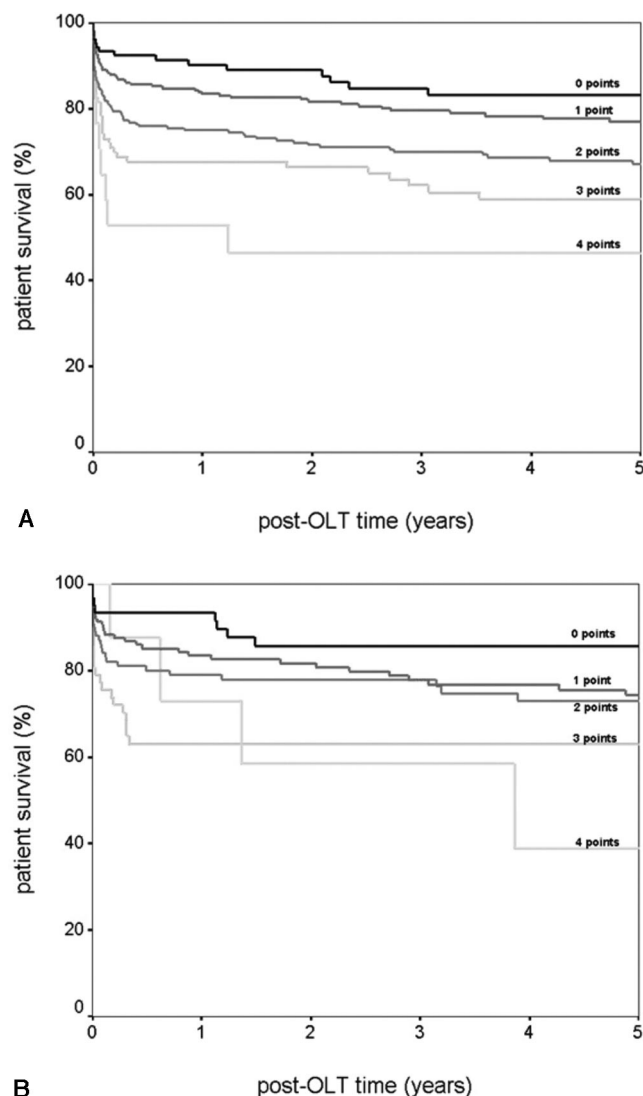 100
80
60
40
20
0
patient survival (%)
0 points
1 point
2 points
3 points
4 points
0 1 2 3 4 5
A
post-OLT time (years)
100
80
60
40
20
0
patient survival (%)
0 points
1 point
2 points
3 points
4 points
0 1 2 3 4 5
B
post-OLT time (years)